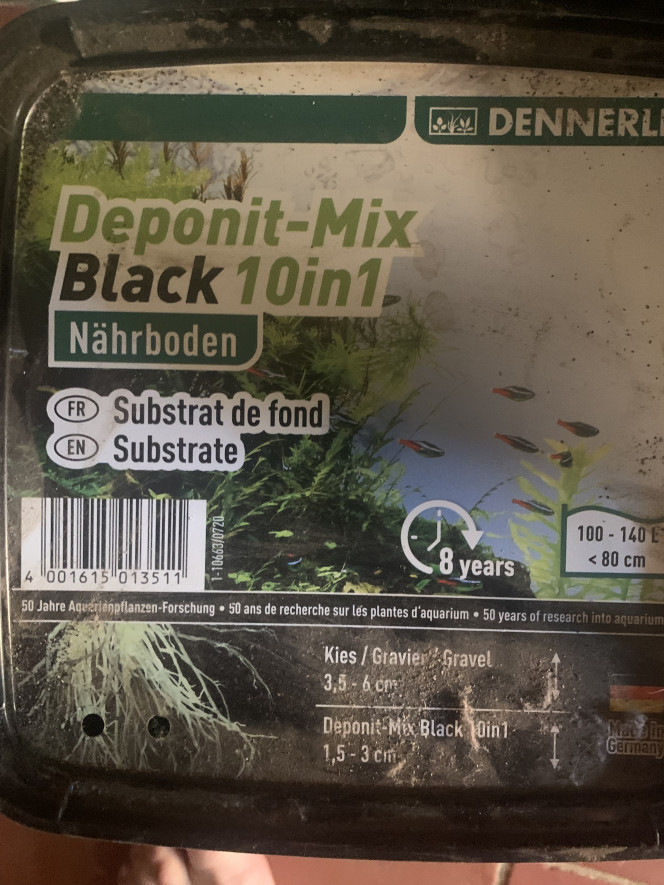 DENNERL
Deponit-Mix
Black 10in1
Nährboden
FR Substrat de fond
EN Substrate
8 years
100 - 140 L
< 80 cm
4 001615 013511
1-10663/0720
50 Jahre Aquarienpflanzen-Forschung • 50 ans de recherche sur les plantes d'aquarium • 50 years of research into aquarium
Kies / Gravier / Gravel
3,5 - 6 cm
Deponit-Mix Black 10in1
1,5 - 3 cm
Made in
Germany